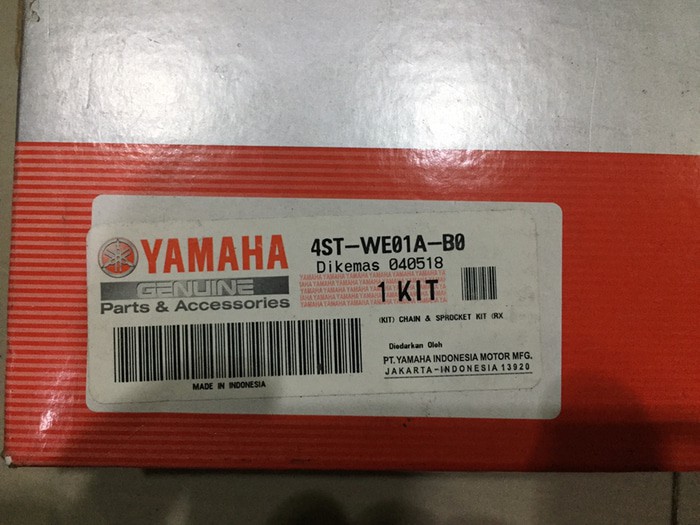 YAMAHA
GENUINE
Parts & Accessories
MADE IN INDONESIA
4ST-WE01A-B0
Dikemas 040518
1 KIT
(KIT) CHAIN & SPROCKET KIT (RX
Diedarkan Oleh
PT. YAMAHA INDONESIA MOTOR MFG.
JAKARTA-INDONESIA 13920